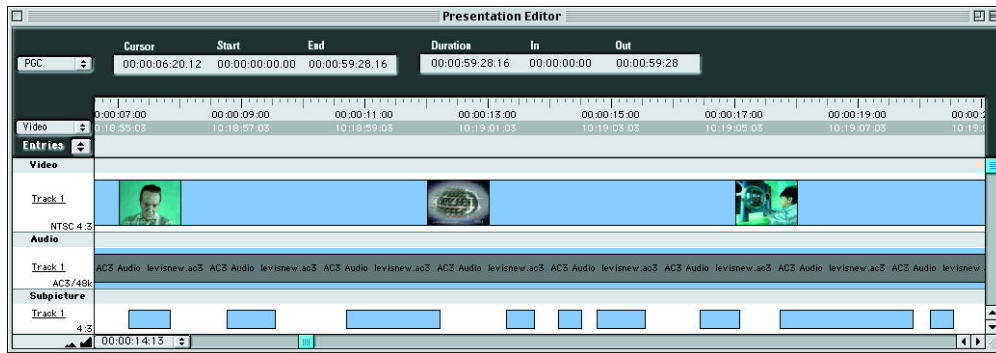 Presentation Editor
Cursor Start End Duration In Out
PGC 00:00:06:20.12 00:00:00:00.00 00:00:59:28.16 00:00:59:28.16 00:00:00:00 00:00:59:28
0:00:07:00 00:00:09:00 00:00:11:00 00:00:13:00 00:00:15:00 00:00:17:00 00:00:19:00 00:00:2
Video 0:18:55:03 10:18:57:03 10:18:59:03 10:19:01:03 10:19:03:03 10:19:05:03 10:19:07:03 10:19:
Entries
Video
Track 1
NTSC 4:3
Audio
Track 1 AC3 Audio levisnew.ac3 AC3 Audio levisnew.ac3 AC3 Audio levisnew.ac3 AC3 Audio levisnew.ac3 AC3 Audio levisnew.ac3 AC3 Audio levisnew.ac3 AC3 Audio levisnew.ac3 AC3 Audio levisnew.
AC3/48k
Subpicture
Track 1
4:3
00:00:14:13